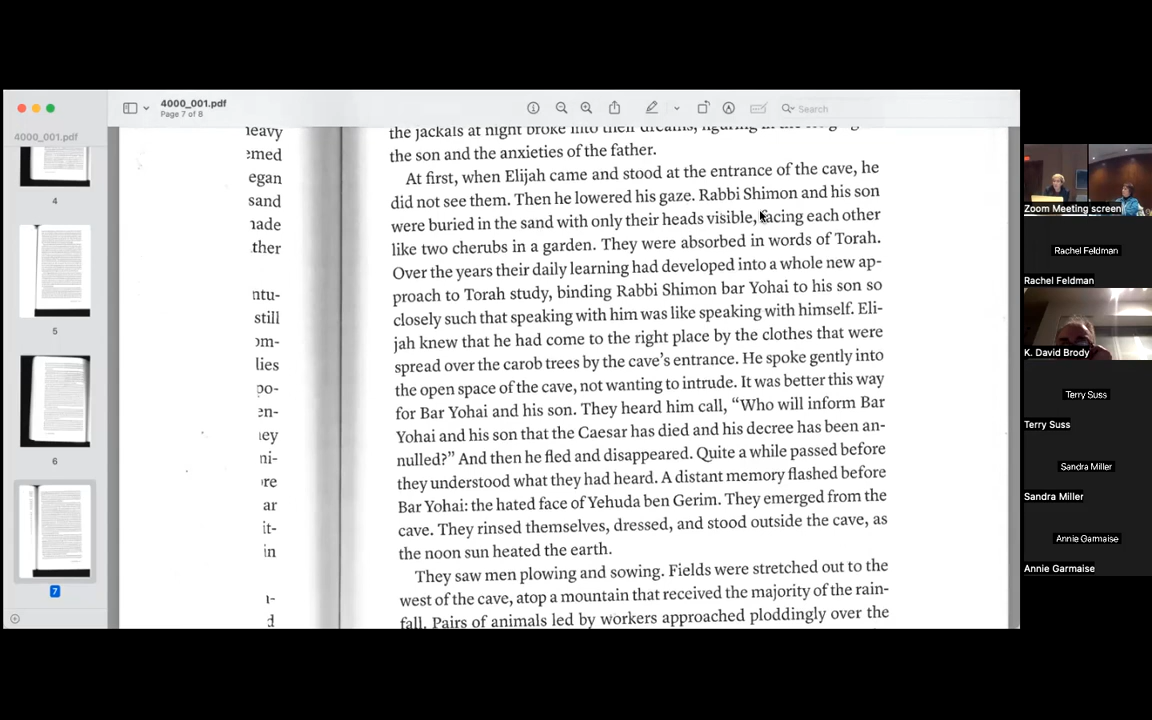 4000_001.pdf
Page 7 of 8
Search
4000_001.pdf
4
5
6
7
the jackals at night broke into their dreams,
the son and the anxieties of the father.
At first, when Elijah came and stood at the entrance of the cave, he
did not see them. Then he lowered his gaze. Rabbi Shimon and his son
were buried in the sand with only their heads visible, facing each other
like two cherubs in a garden. They were absorbed in words of Torah.
Over the years their daily learning had developed into a whole new ap-
proach to Torah study, binding Rabbi Shimon bar Yohai to his son so
closely such that speaking with him was like speaking with himself. Eli-
jah knew that he had come to the right place by the clothes that were
spread over the carob trees by the cave's entrance. He spoke gently into
the open space of the cave, not wanting to intrude. It was better this way
for Bar Yohai and his son. They heard him call, "Who will inform Bar
Yohai and his son that the Caesar has died and his decree has been an-
nulled?" And then he fled and disappeared. Quite a while passed before
they understood what they had heard. A distant memory flashed before
Bar Yohai: the hated face of Yehuda ben Gerim. They emerged from the
cave. They rinsed themselves, dressed, and stood outside the cave, as
the noon sun heated the earth.
They saw men plowing and sowing. Fields were stretched out to the
west of the cave, atop a mountain that received the majority of the rain-
fall. Pairs of animals led by workers approached ploddingly over the
sand
still
lies
ar
in
Zoom Meeting screen
Rachel Feldman
Rachel Feldman
K. David Brody
Terry Suss
Terry Suss
Sandra Miller
Sandra Miller
Annie Garmaise
Annie Garmaise